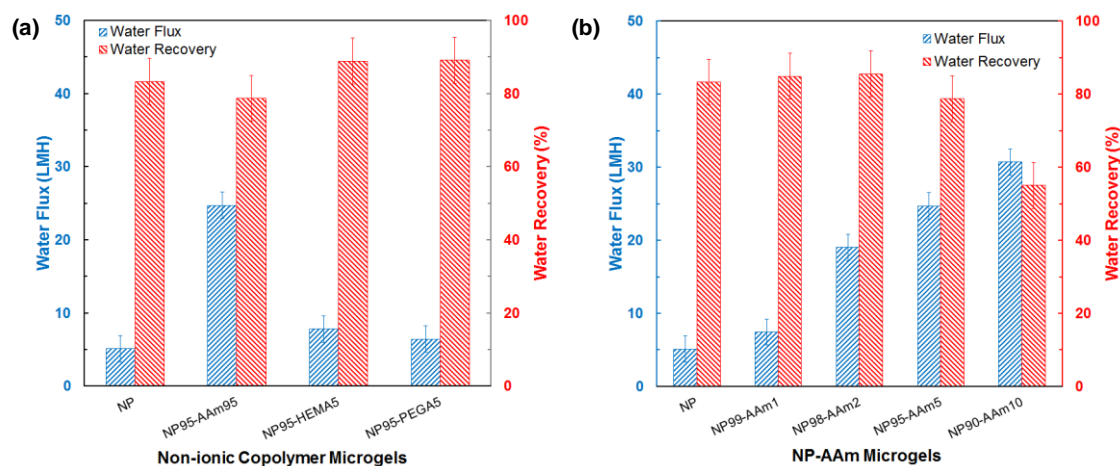 (a)
50
40
30
20
10
0
Water Flux (LMH)
Water Flux
Water Recovery
100
80
60
40
20
0
Water Recovery (%)
NP
NP95-AAm95
NP95-HEMA5
NP95-PEGA5
Non-ionic Copolymer Microgels
(b)
50
40
30
20
10
0
Water Flux (LMH)
Water Flux
Water Recovery
100
80
60
40
20
0
Water Recovery (%)
NP
NP99-AAm1
NP98-AAm2
NP95-AAm5
NP90-AAm10
NP-AAm Microgels